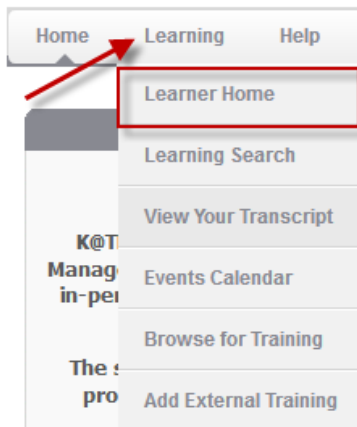 Home Learning Help
Learner Home
Learning Search
View Your Transcript
K@T
Manag
Events Calendar
in-per
Browse for Training
The s
pro
Add External Training